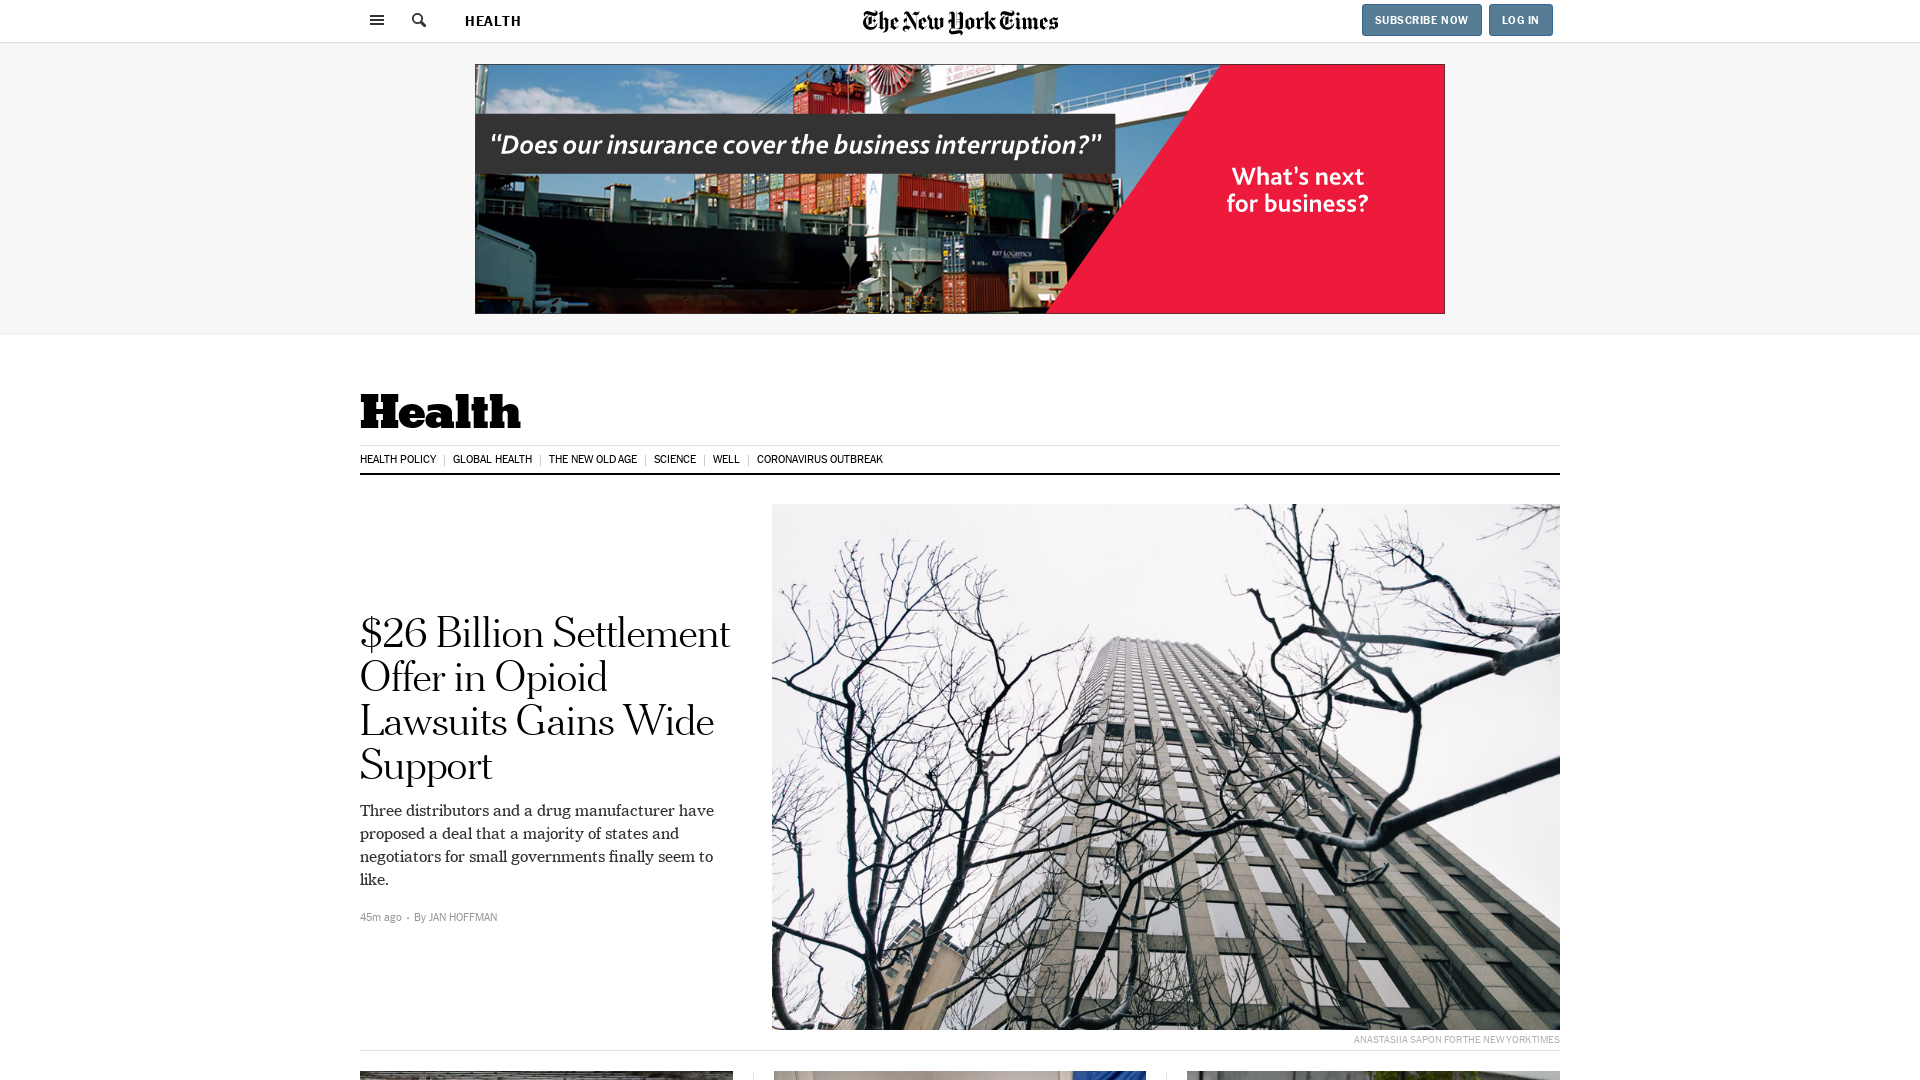 HEALTH
The New York Times
SUBSCRIBE NOW
LOG IN
“Does our insurance cover the business interruption?”
What’s next
for business?
Health
HEALTH POLICY
GLOBAL HEALTH
THE NEW OLD AGE
SCIENCE
WELL
CORONAVIRUS OUTBREAK
$26 Billion Settlement
Offer in Opioid
Lawsuits Gains Wide
Support
Three distributors and a drug manufacturer have
proposed a deal that a majority of states and
negotiators for small governments finally seem to
like.
45m ago • By JAN HOFFMAN
ANASTASIIA SAPON FOR THE NEW YORK TIMES